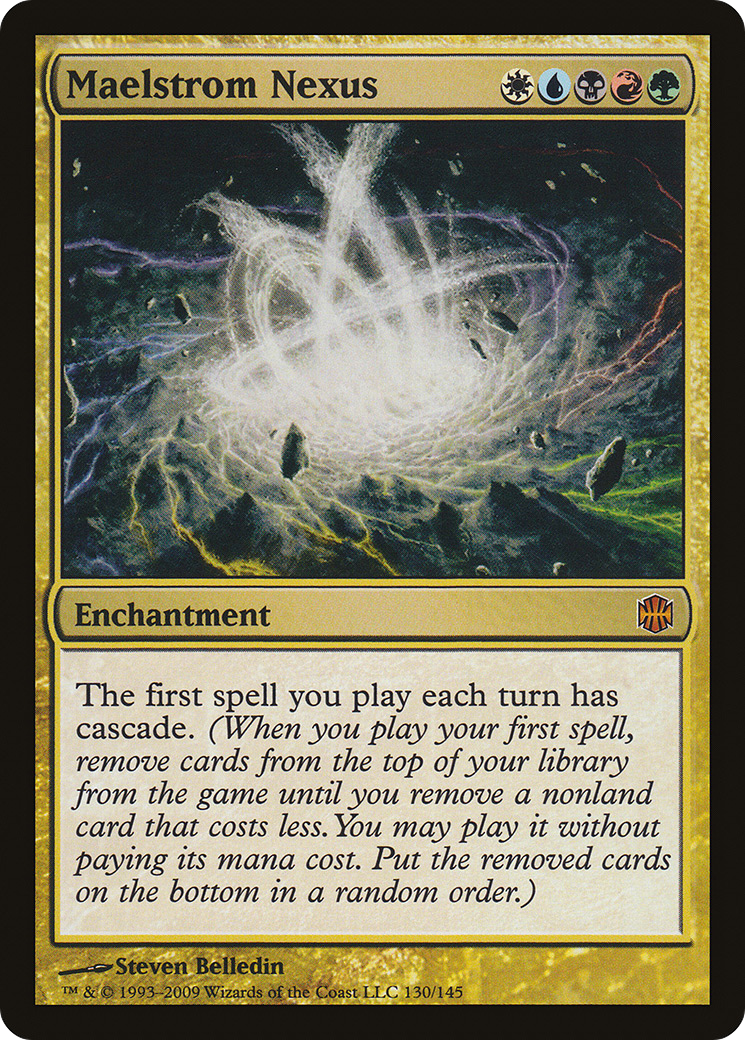 Maelstrom Nexus
Enchantment
The first spell you play each turn has
cascade. (When you play your first spell,
remove cards from the top of your library
from the game until you remove a nonland
card that costs less. You may play it without
paying its mana cost. Put the removed cards
on the bottom in a random order.)
Steven Belledin
™ & © 1993–2009 Wizards of the Coast LLC 130/145